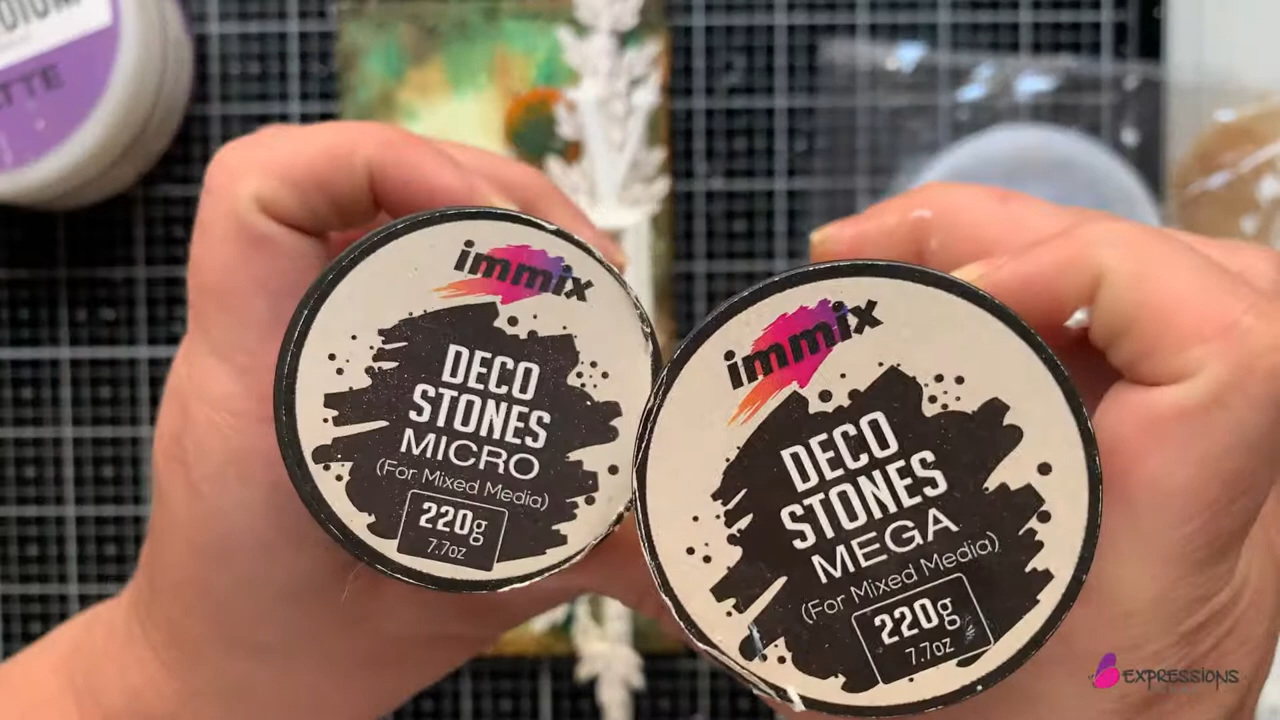 immix
DECO
STONES
MICRO
(For Mixed Media)
220g
7.7oz
immix
DECO
STONES
MEGA
(For Mixed Media)
220g
7.7oz
EXPRESSIONS